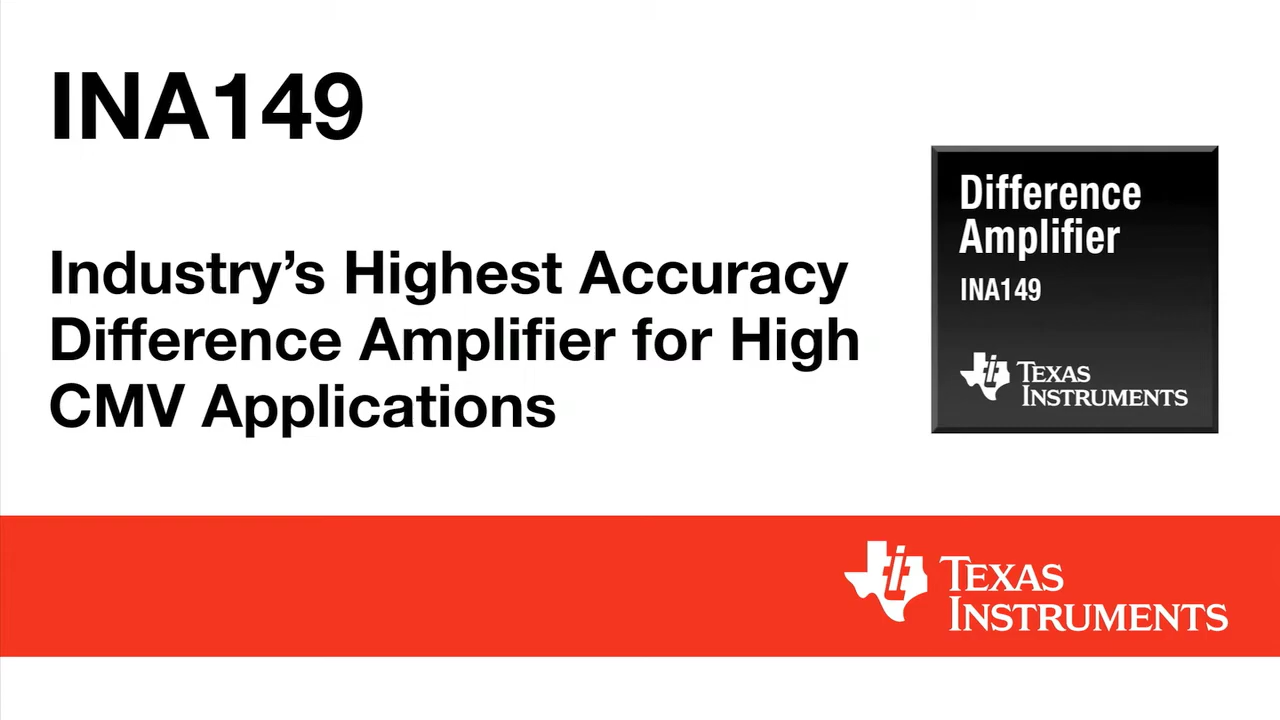 INA149
Industry’s Highest Accuracy
Difference Amplifier for High
CMV Applications
Difference
Amplifier
INA149
TEXAS
INSTRUMENTS
TEXAS
INSTRUMENTS